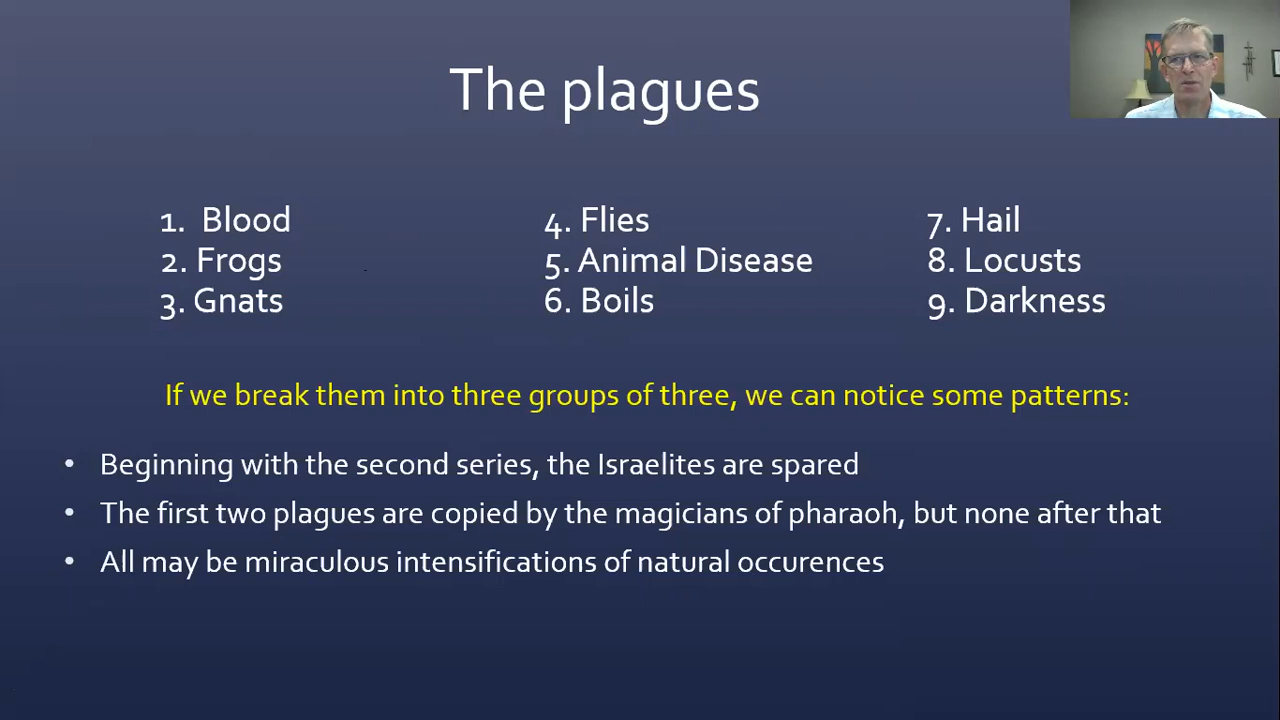 The plagues
1. Blood
2. Frogs
3. Gnats
4. Flies
5. Animal Disease
6. Boils
7. Hail
8. Locusts
9. Darkness
If we break them into three groups of three, we can notice some patterns:
• Beginning with the second series, the Israelites are spared
• The first two plagues are copied by the magicians of pharaoh, but none after that
• All may be miraculous intensifications of natural occurences